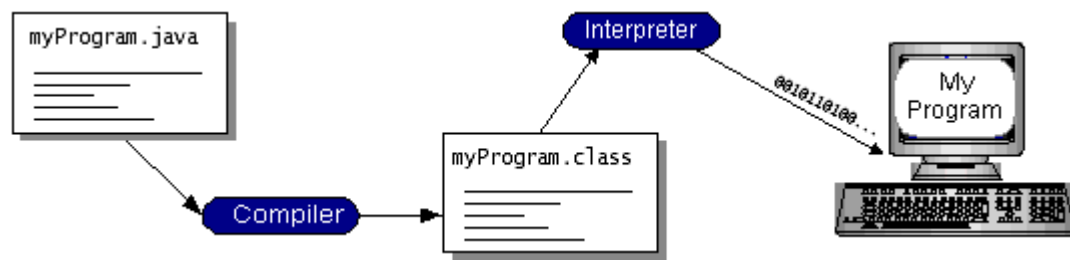 myProgram.java
Compiler
myProgram.class
Interpreter
0010110100...
My
Program